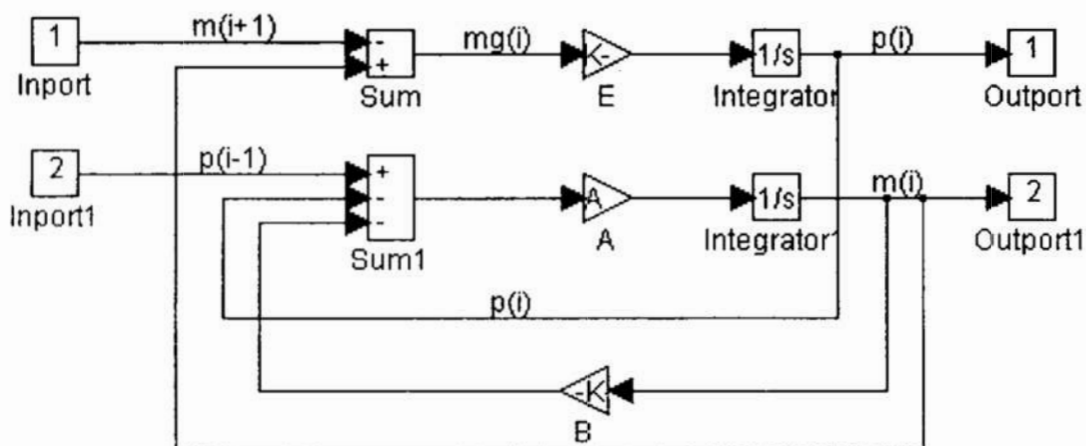 1 m(i+1) - + mg(i) K- 1/s p(i) 1
Inport Sum E Integrator Outport
2 p(i-1) + - - A 1/s m(i) 2
Inport1 Sum1 A Integrator1 Outport1
p(i)
-K
B